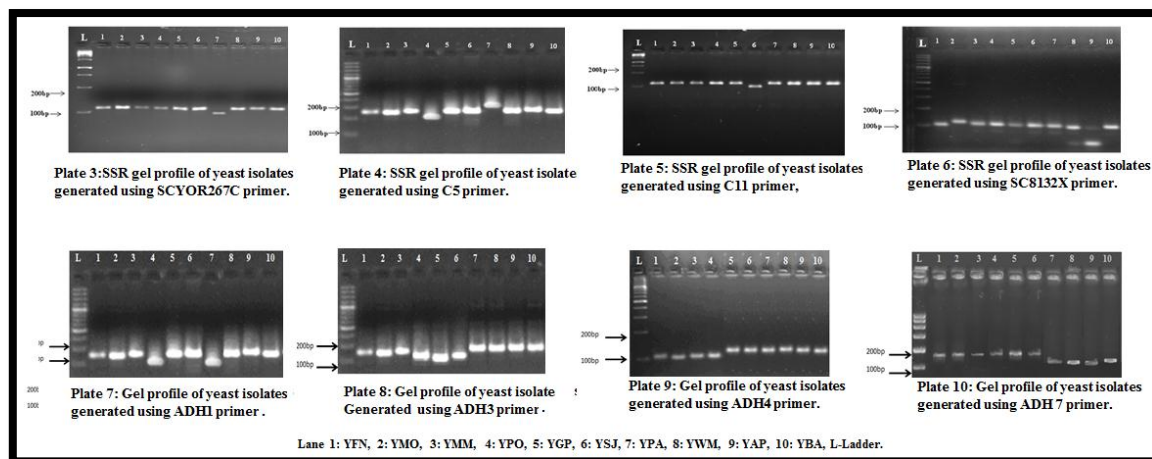 L 1 2 3 4 5 6 7 8 9 10
200bp
100bp
Plate 3:SSR gel profile of yeast isolates
generated using SCYOR267C primer.
L 1 2 3 4 5 6 7 8 9 10
200bp
100bp
Plate 4: SSR gel profile of yeast isolate
generated using C5 primer.
L 1 2 3 4 5 6 7 8 9 10
200bp
100bp
Plate 5: SSR gel profile of yeast isolates
generated using C11 primer,
L 1 2 3 4 5 6 7 8 9 10
200bp
100bp
Plate 6: SSR gel profile of yeast isolates
generated using SC8132X primer.
L 1 2 3 4 5 6 7 8 9 10
Plate 7: Gel profile of yeast isolates
generated using ADH1 primer .
L 1 2 3 4 5 6 7 8 9 10
200bp
100bp
Plate 8: Gel profile of yeast isolate
Generated using ADH3 primer .
L 1 2 3 4 5 6 7 8 9 10
200bp
100bp
Plate 9: Gel profile of yeast isolates
generated using ADH4 primer.
L 1 2 3 4 5 6 7 8 9 10
200bp
100bp
Plate 10: Gel profile of yeast isolates
generated using ADH 7 primer.
Lane 1: YFN, 2: YMO, 3: YMM, 4: YPO, 5: YGP, 6: YSJ, 7: YPA, 8: YWM, 9: YAP, 10: YBA, L-Ladder.